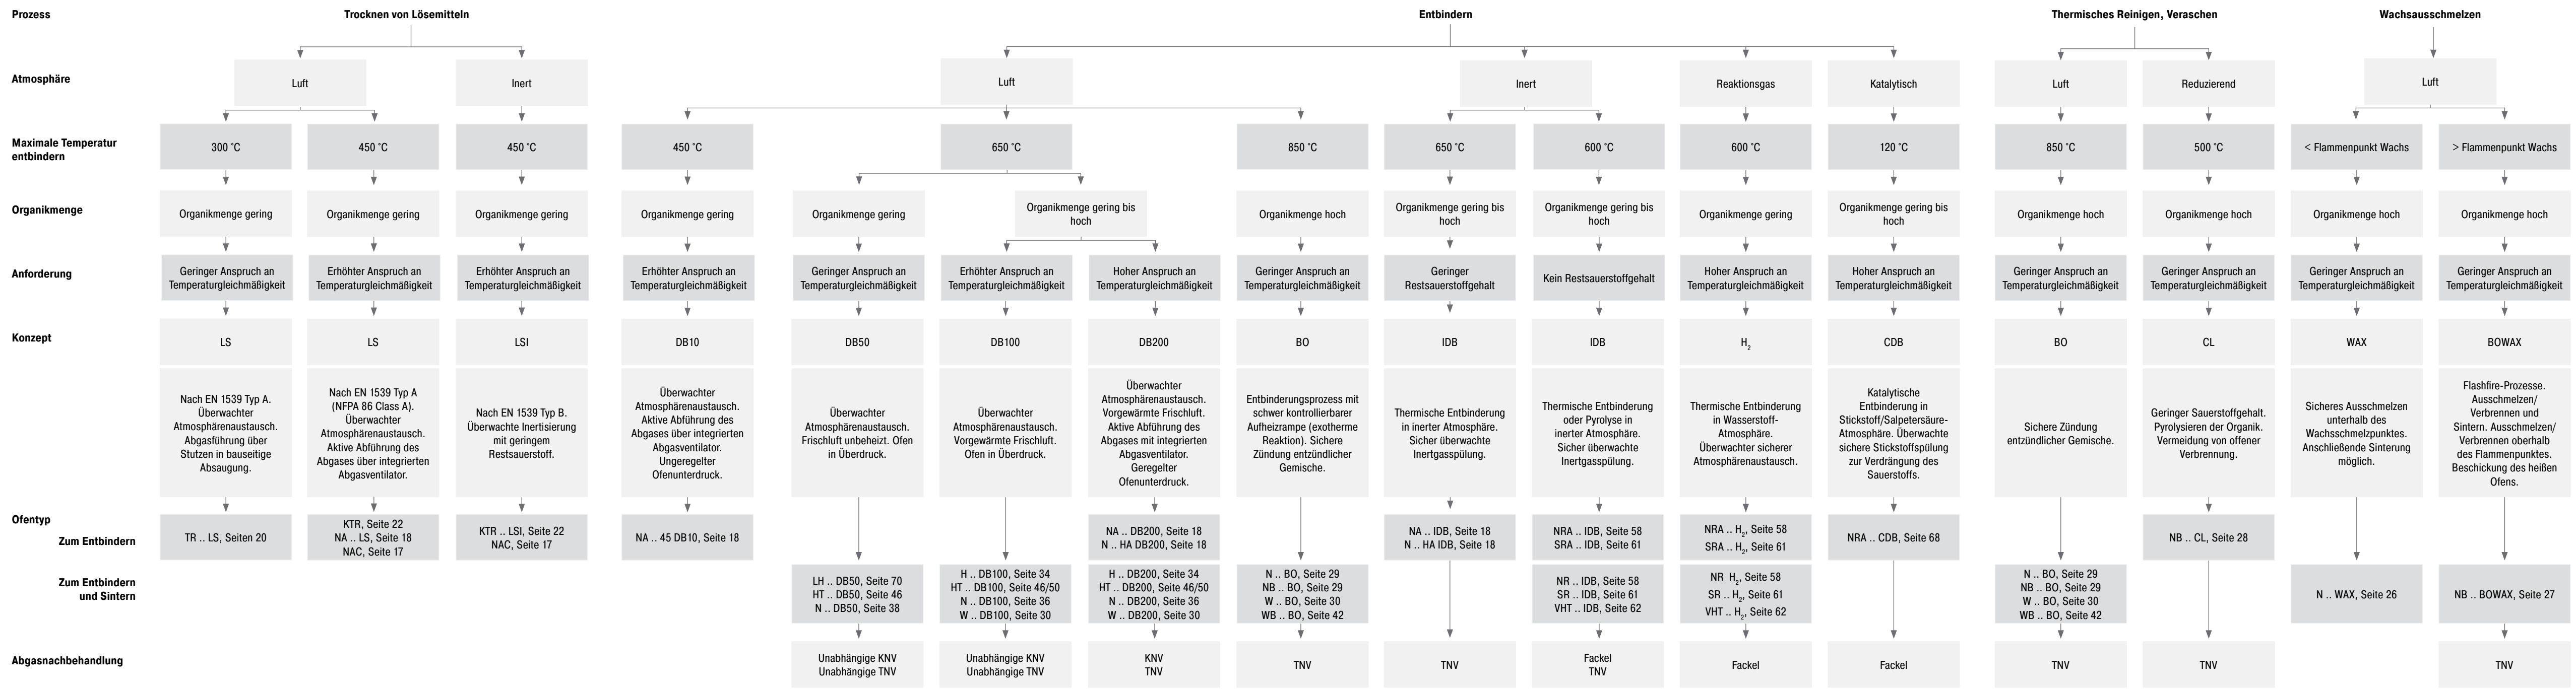 Prozess
Trocknen von Lösemitteln
Entbindern
Thermisches Reinigen, Veraschen
Wachsausschmelzen
Atmosphäre
Luft
Inert
Luft
Inert
Reaktionsgas
Katalytisch
Luft
Reduzierend
Luft
Maximale Temperatur
entbindern
300 °C
450 °C
450 °C
450 °C
650 °C
850 °C
650 °C
600 °C
600 °C
120 °C
850 °C
500 °C
< Flammenpunkt Wachs
> Flammenpunkt Wachs
Organikmenge
Organikmenge gering
Organikmenge gering
Organikmenge gering
Organikmenge gering
Organikmenge gering
Organikmenge gering bis
hoch
Organikmenge hoch
Organikmenge gering bis
hoch
Organikmenge gering bis
hoch
Organikmenge gering
Organikmenge gering bis
hoch
Organikmenge hoch
Organikmenge hoch
Organikmenge hoch
Organikmenge hoch
Anforderung
Geringer Anspruch an
Temperaturgleichmäßigkeit
Erhöhter Anspruch an
Temperaturgleichmäßigkeit
Erhöhter Anspruch an
Temperaturgleichmäßigkeit
Erhöhter Anspruch an
Temperaturgleichmäßigkeit
Geringer Anspruch an
Temperaturgleichmäßigkeit
Erhöhter Anspruch an
Temperaturgleichmäßigkeit
Hoher Anspruch an
Temperaturgleichmäßigkeit
Geringer Anspruch an
Temperaturgleichmäßigkeit
Geringer
Restsauerstoffgehalt
Kein Restsauerstoffgehalt
Hoher Anspruch an
Temperaturgleichmäßigkeit
Hoher Anspruch an
Temperaturgleichmäßigkeit
Geringer Anspruch an
Temperaturgleichmäßigkeit
Geringer Anspruch an
Temperaturgleichmäßigkeit
Geringer Anspruch an
Temperaturgleichmäßigkeit
Geringer Anspruch an
Temperaturgleichmäßigkeit
Konzept
LS
LS
LSI
DB10
DB50
DB100
DB200
BO
IDB
IDB
H₂
CDB
BO
CL
WAX
BOWAX
Nach EN 1539 Typ A.
Überwachter
Atmosphärenaustausch.
Abgasführung über
Stutzen in bauseitige
Absaugung.
Nach EN 1539 Typ A
(NFPA 86 Class A).
Überwachter
Atmosphärenaustausch.
Aktive Abführung des
Abgases über integrierten
Abgasventilator.
Nach EN 1539 Typ B.
Überwachte Inertisierung
mit geringem
Restsauerstoff.
Überwachter
Atmosphärenaustausch.
Aktive Abführung des
Abgases über integrierten
Abgasventilator.
Ungeregelter
Ofenunterdruck.
Überwachter
Atmosphärenaustausch.
Frischluft unbeheizt. Ofen
in Überdruck.
Überwachter
Atmosphärenaustausch.
Vorgewärmte Frischluft.
Ofen in Überdruck.
Überwachter
Atmosphärenaustausch.
Vorgewärmte Frischluft.
Aktive Abführung des
Abgases mit integrierten
Abgasventilator.
Geregelter
Ofenunterdruck.
Entbinderungsprozess mit
schwer kontrollierbarer
Aufheizrampe (exotherme
Reaktion). Sichere
Zündung entzündlicher
Gemische.
Thermische Entbinderung
in inerter Atmosphäre.
Sicher überwachte
Inertgasspülung.
Thermische Entbinderung
oder Pyrolyse in
inerter Atmosphäre.
Sicher überwachte
Inertgasspülung.
Thermische Entbinderung
in Wasserstoff-
Atmosphäre.
Überwachter sicherer
Atmosphärenaustausch.
Katalytische
Entbinderung in
Stickstoff/Salpetersäure-
Atmosphäre. Überwachte
sichere Stickstoffspülung
zur Verdrängung des
Sauerstoffs.
Sichere Zündung
entzündlicher Gemische.
Geringer Sauerstoffgehalt.
Pyrolysieren der Organik.
Vermeidung von offener
Verbrennung.
Sicheres Ausschmelzen
unterhalb des
Wachsschmelzpunktes.
Anschließende Sinterung
möglich.
Flashfire-Prozesse.
Ausschmelzen/
Verbrennen und
Sintern. Ausschmelzen/
Verbrennen oberhalb
des Flammenpunktes.
Beschickung des heißen
Ofens.
Ofentyp
Zum Entbindern
TR .. LS, Seiten 20
KTR, Seite 22
NA .. LS, Seite 18
NAC, Seite 17
KTR .. LSI, Seite 22
NAC, Seite 17
NA .. 45 DB10, Seite 18
NA .. DB200, Seite 18
N .. HA DB200, Seite 18
NA .. IDB, Seite 18
N .. HA IDB, Seite 18
NRA .. IDB, Seite 58
SRA .. IDB, Seite 61
NRA .. H₂, Seite 58
SRA .. H₂, Seite 61
NRA .. CDB, Seite 68
NB .. CL, Seite 28
Zum Entbindern
und Sintern
LH .. DB50, Seite 70
HT .. DB50, Seite 46
N .. DB50, Seite 38
H .. DB100, Seite 34
HT .. DB100, Seite 46/50
N .. DB100, Seite 36
W .. DB100, Seite 30
H .. DB200, Seite 34
HT .. DB200, Seite 46/50
N .. DB200, Seite 36
W .. DB200, Seite 30
N .. BO, Seite 29
NB .. BO, Seite 29
W .. BO, Seite 30
WB .. BO, Seite 42
NR .. IDB, Seite 58
SR .. IDB, Seite 61
VHT .. IDB, Seite 62
NR H₂, Seite 58
SR .. H₂, Seite 61
VHT .. H₂, Seite 62
N .. BO, Seite 29
NB .. BO, Seite 29
W .. BO, Seite 30
WB .. BO, Seite 42
N .. WAX, Seite 26
NB .. BOWAX, Seite 27
Abgasnachbehandlung
Unabhängige KNV
Unabhängige TNV
Unabhängige KNV
Unabhängige TNV
KNV
TNV
TNV
TNV
Fackel
TNV
Fackel
Fackel
TNV
TNV
TNV